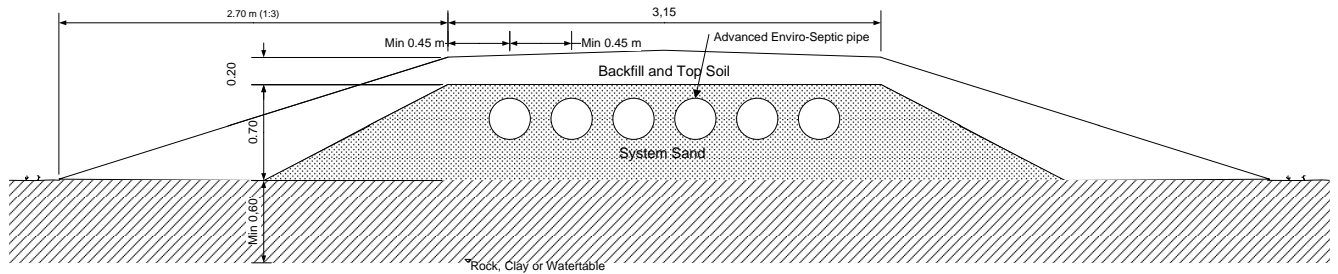 2.70 m (1:3)
3,15
Min 0.45 m
Min 0.45 m
Advanced Enviro-Septic pipe
0.20
Backfill and Top Soil
0.70
System Sand
Min 0.60
Rock, Clay or Watertable